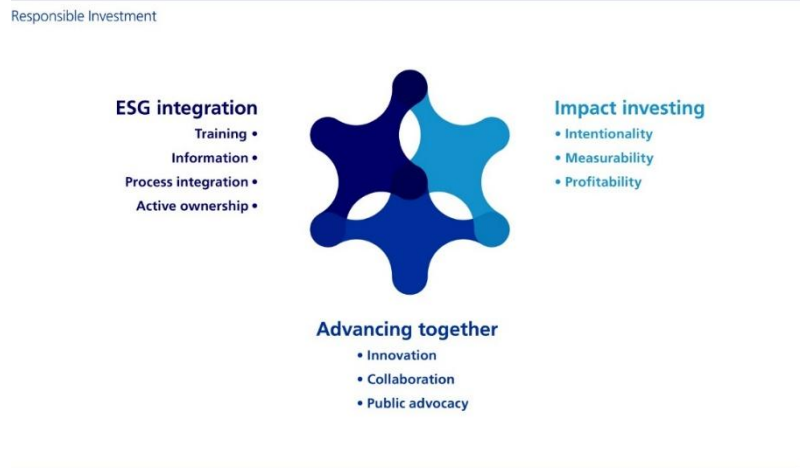 Responsible Investment
ESG integration
Training •
Information •
Process integration •
Active ownership •
Impact investing
• Intentionality
• Measurability
• Profitability
Advancing together
• Innovation
• Collaboration
• Public advocacy